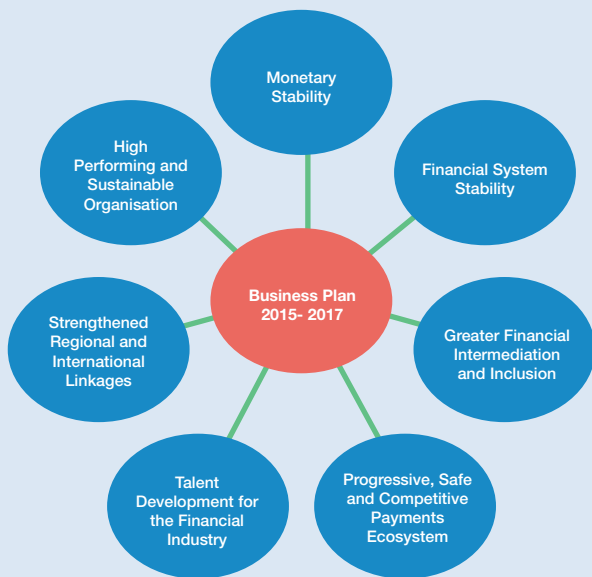 Monetary
Stability
High
Performing and
Sustainable
Organisation
Financial System
Stability
Business Plan
2015- 2017
Strengthened
Regional and
International
Linkages
Greater Financial
Intermediation
and Inclusion
Talent
Development for
the Financial
Industry
Progressive, Safe
and Competitive
Payments
Ecosystem